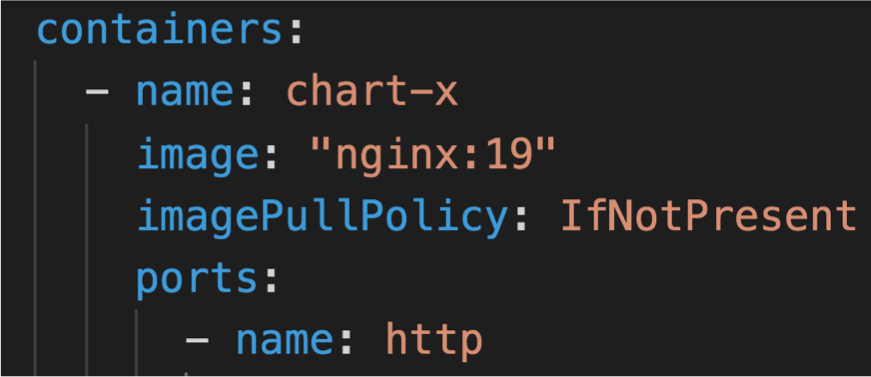 containers:
- name: chart-x
image: "nginx:19"
imagePullPolicy: IfNotPresent
ports:
- name: http